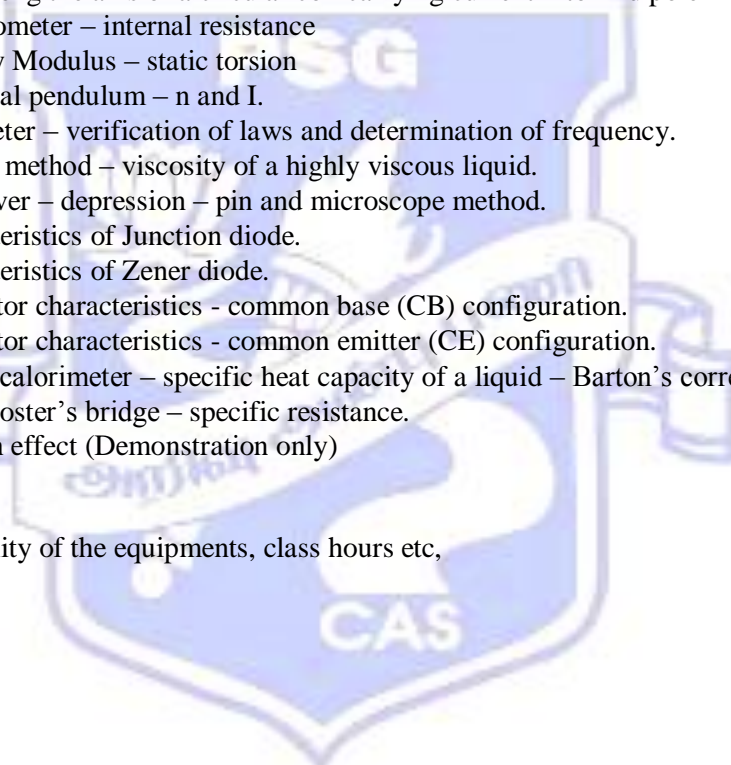 PSG
ometer – internal resistance
y Modulus – static torsion
al pendulum – n and I.
eter – verification of laws and determination of frequency.
method – viscosity of a highly viscous liquid.
ver – depression – pin and microscope method.
eristics of Junction diode.
eristics of Zener diode.
tor characteristics - common base (CB) configuration.
tor characteristics - common emitter (CE) configuration.
calorimeter – specific heat capacity of a liquid – Barton’s corre
oster’s bridge – specific resistance.
n effect (Demonstration only)
ity of the equipments, class hours etc,
CAS